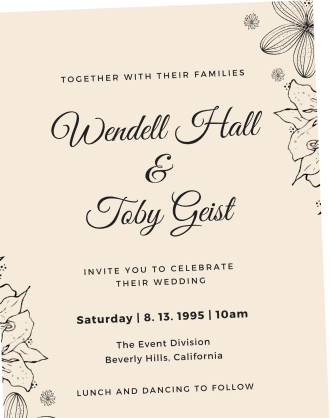 TOGETHER WITH THEIR FAMILIES
Wendell Hall
&
Toby Geist
INVITE YOU TO CELEBRATE
THEIR WEDDING
Saturday | 8. 13. 1995 | 10am
The Event Division
Beverly Hills, California
LUNCH AND DANCING TO FOLLOW